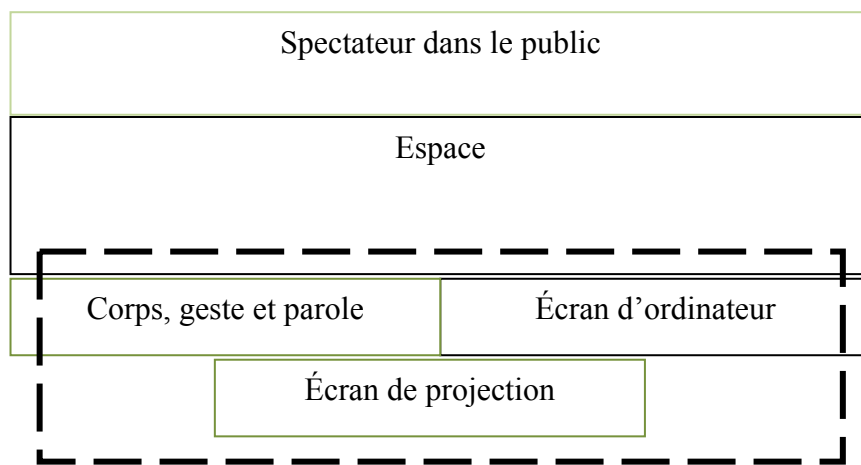 Spectateur dans le public
Espace
Corps, geste et parole
Écran d’ordinateur
Écran de projection